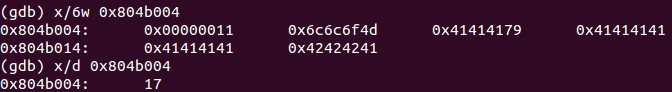 (gdb) x/6w 0x804b004
0x804b004: 0x00000011 0x6c6c6f4d 0x41414179 0x41414141
0x804b014: 0x41414141 0x42424241
(gdb) x/d 0x804b004
0x804b004: 17